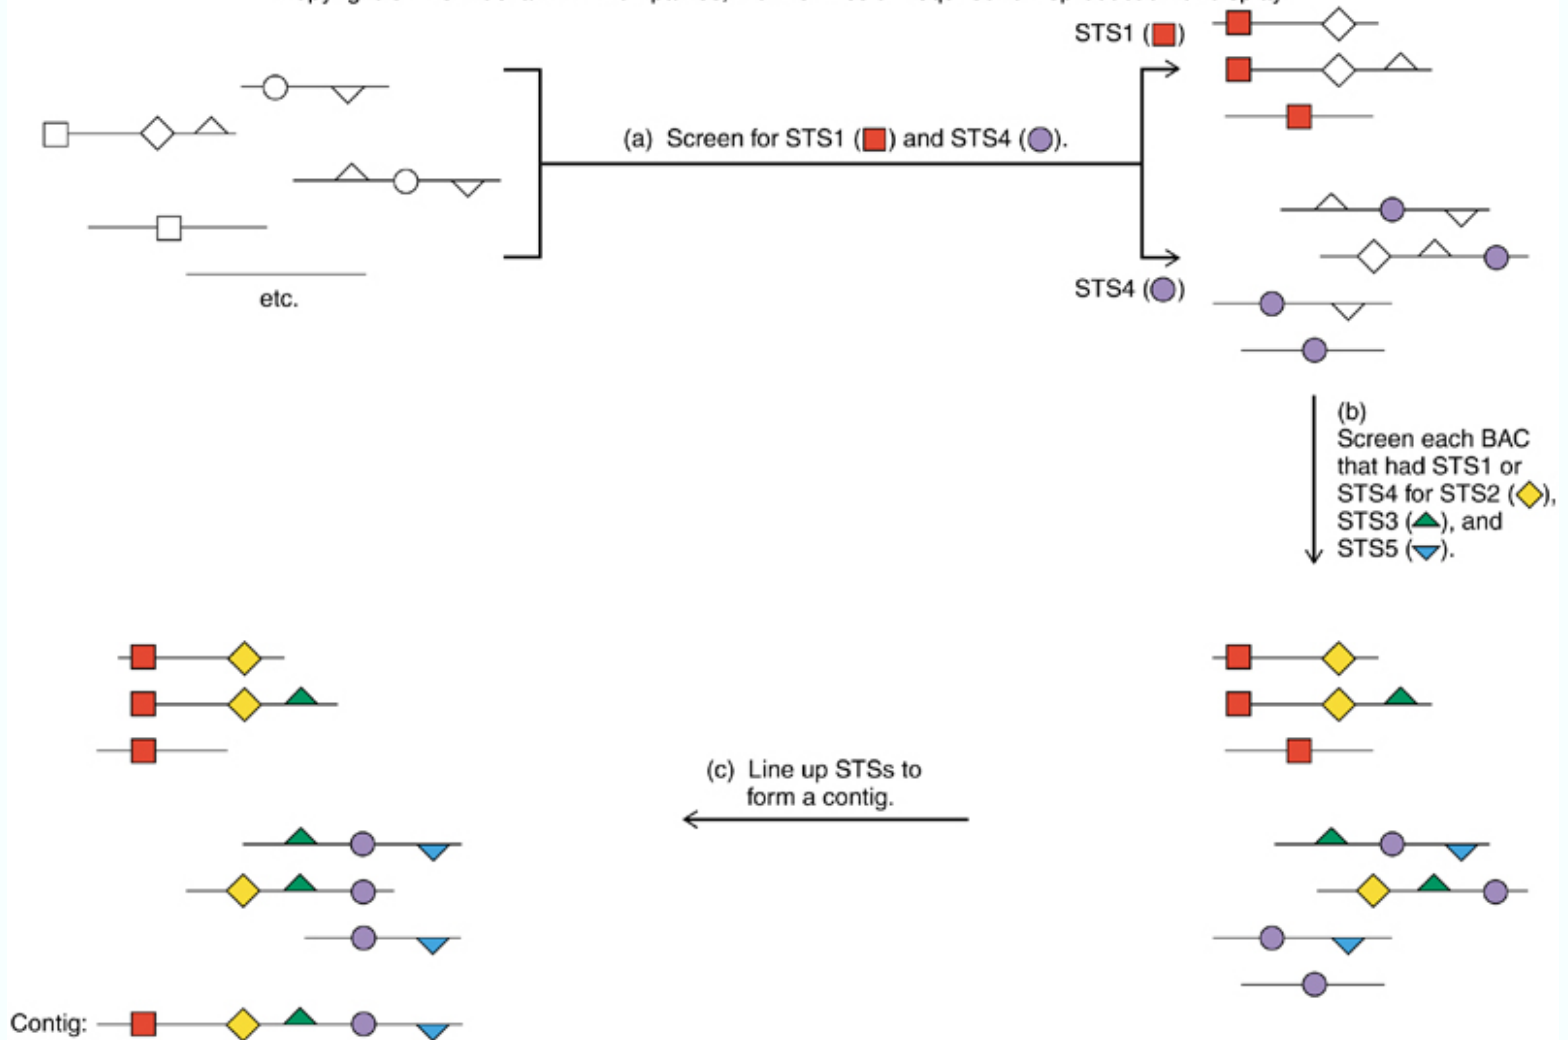 STS1 ( )
(a) Screen for STS1 ( ) and STS4 ( ).
etc.
STS4 ( )
(b)
Screen each BAC
that had STS1 or
STS4 for STS2 ( ),
STS3 ( ), and
STS5 ( ).
(c) Line up STSs to
form a contig.
Contig: